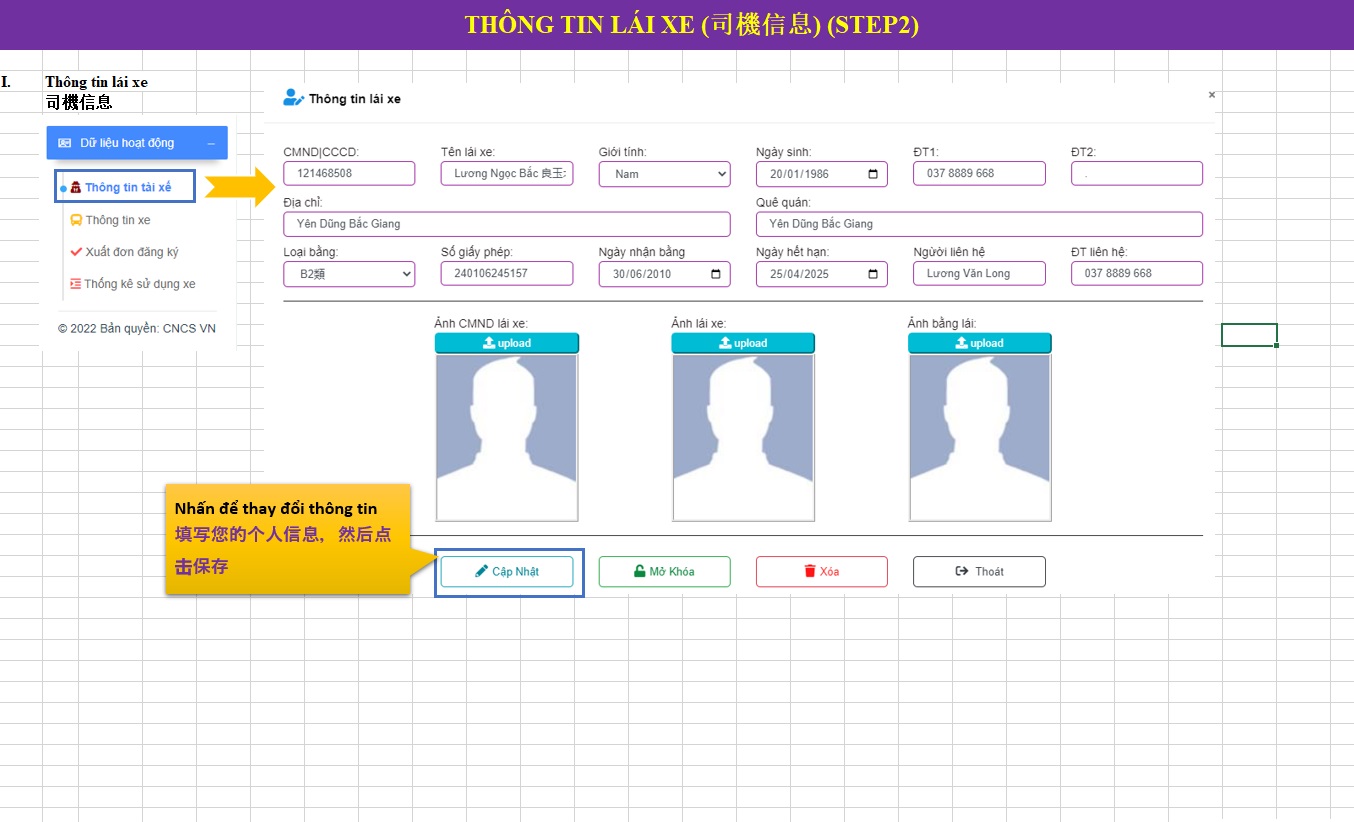 THÔNG TIN LÁI XE (司機信息) (STEP2)
I. Thông tin lái xe
司機信息
Dữ liệu hoạt động
Thông tin tài xế
Thông tin xe
Xuất đơn đăng ký
Thống kê sử dụng xe
© 2022 Bản quyền: CNCS VN
Thông tin lái xe
×
CMND|CCCD: Tên lái xe: Giới tính: Ngày sinh: ĐT1: ĐT2:
121468508 Lương Ngọc Bắc 良玉 Nam 20/01/1986 037 8889 668 .
Địa chỉ: Quê quán:
Yên Dũng Bắc Giang Yên Dũng Bắc Giang
Loại bằng: Số giấy phép: Ngày nhận bằng Ngày hết hạn: Người liên hệ ĐT liên hệ:
B2類 240106245157 30/06/2010 25/04/2025 Lương Văn Long 037 8889 668
Ảnh CMND lái xe: Ảnh lái xe: Ảnh bằng lái:
upload upload upload
Nhấn để thay đổi thông tin
填写您的个人信息，然后点
击保存
Cập Nhật Mở Khóa Xóa Thoát